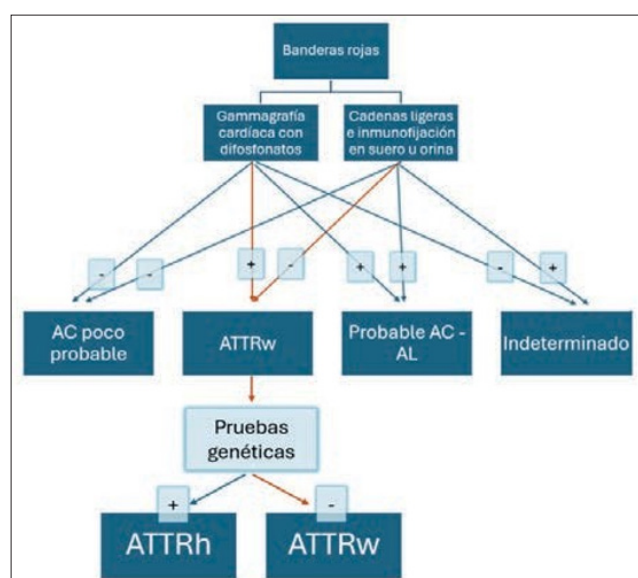 Banderas rojas
Gammagrafía
cardíaca con
difosfonatos
Cadenas ligeras
e inmunofijación
en suero u orina
-
-
+
-
+
+
-
+
AC poco
probable
ATTRw
Probable AC -
AL
Indeterminado
Pruebas
genéticas
+
-
ATTRh
ATTRw